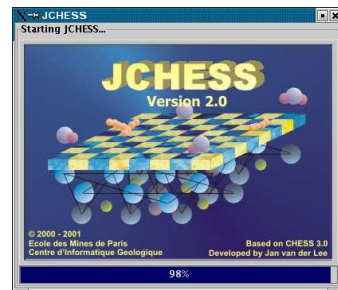 JCHESS
Starting JCHESS...
JCHESS
Version 2.0
© 2000 - 2001
Ecole des Mines de Paris
Centre d'Informatique Geologique
Based on CHESS 3.0
Developed by Jan van der Lee
98%